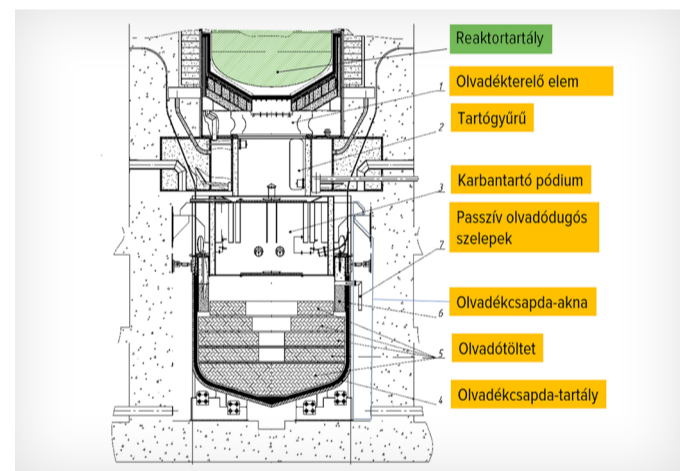 Reaktortartály
1
Olvadékterelő elem
Tartógyűrű
2
Karbantartó pódium
3
Passzív olvadódugós
szelepek
7
Olvadékcsapda-akna
6
Olvadótöltet
5
Olvadékcsapda-tartály
4